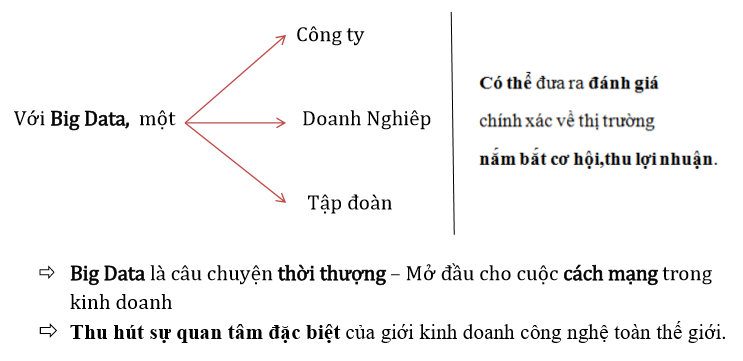 Công ty
Với Big Data, một
Doanh Nghiêp
Tập đoàn
Có thể đưa ra đánh giá
chính xác về thị trường
nắm bắt cơ hội,thu lợi nhuận.
⇨ Big Data là câu chuyện thời thượng – Mở đầu cho cuộc cách mạng trong
kinh doanh
⇨ Thu hút sự quan tâm đặc biệt của giới kinh doanh công nghệ toàn thế giới.